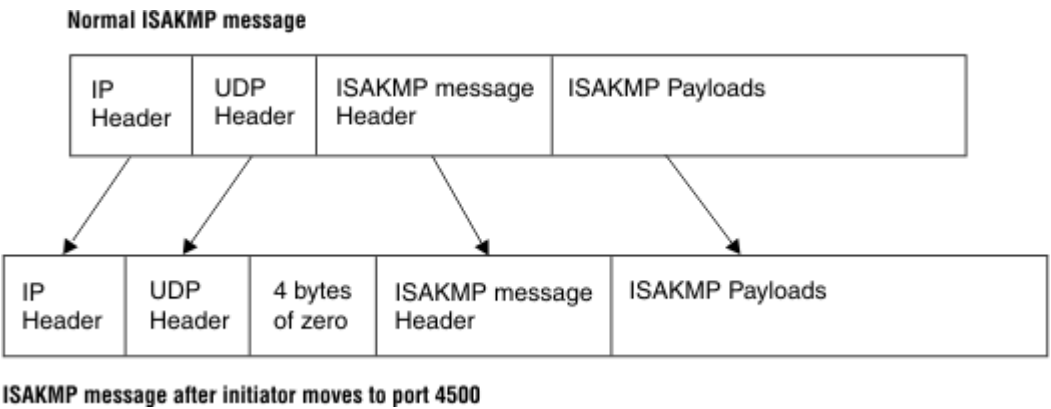 Normal ISAKMP message
IP
Header
UDP
Header
ISAKMP message
Header
ISAKMP Payloads
IP
Header
UDP
Header
4 bytes
of zero
ISAKMP message
Header
ISAKMP Payloads
ISAKMP message after initiator moves to port 4500